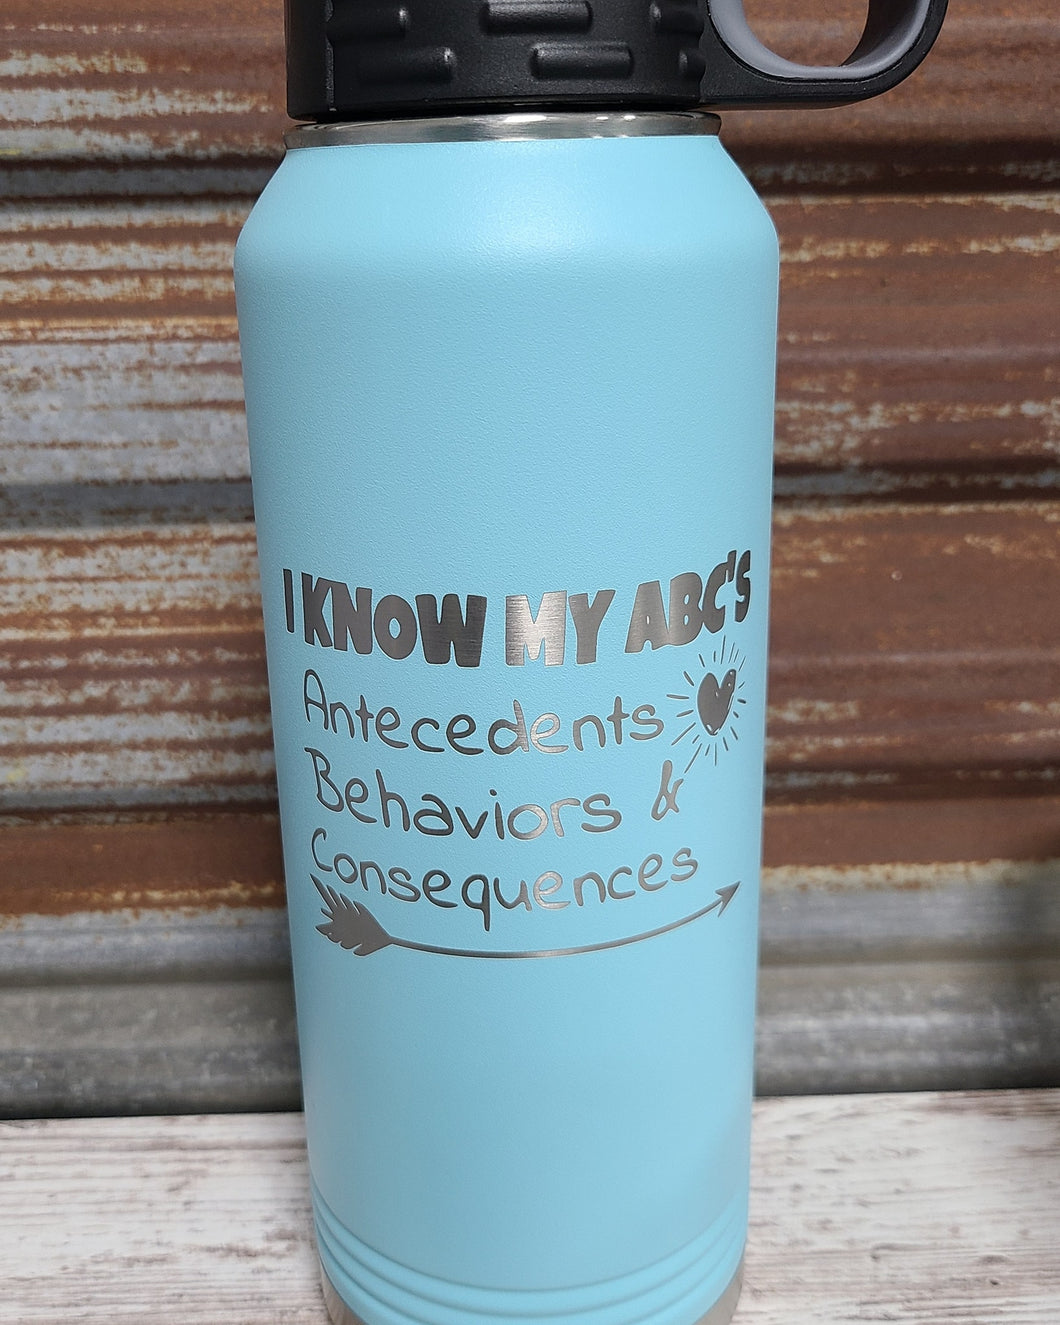 I KNOW MY ABC'S
Antecedents
Behaviors &
Consequences